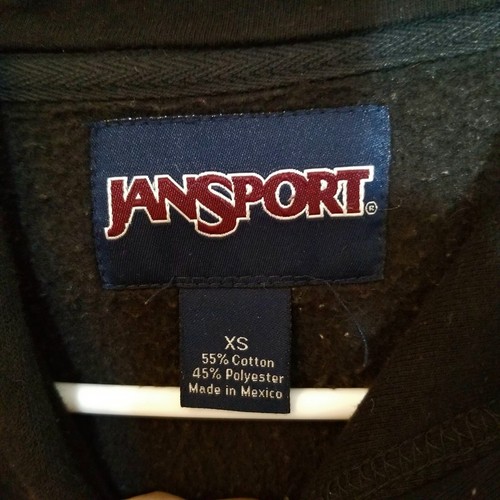 JANSPORT®
XS
55% Cotton
45% Polyester
Made in Mexico